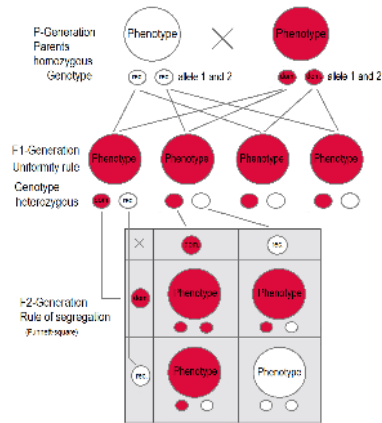 P-Generation
Parents
homozygous
Genotype
Phenotype
Phenotype
rec rec allele 1 and 2
dom dom allele 1 and 2
F1-Generation
Uniformity rule
Phenotype Phenotype Phenotype Phenotype
Genotype
heterozygous
dom rec
dom rec
F2-Generation
Rule of segregation
(Punnett-square)
dom Phenotype Phenotype
rec Phenotype Phenotype